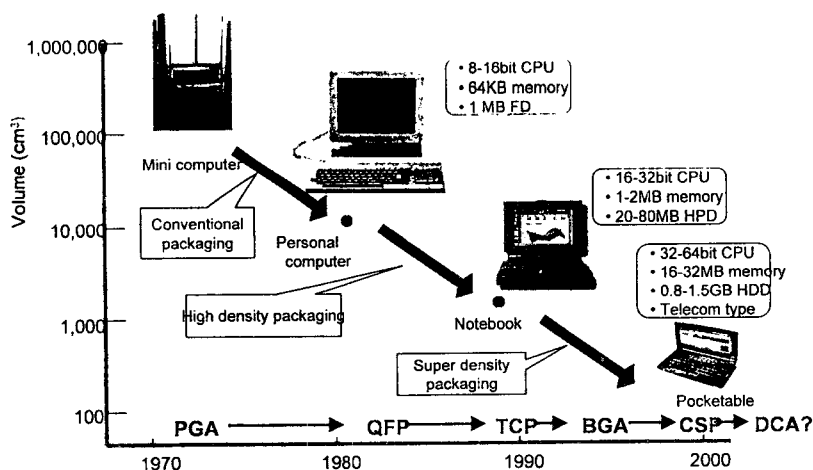 1,000,000
100,000
10,000
1,000
100
Volume (cm³)
Mini computer
• 8-16bit CPU
• 64KB memory
• 1 MB FD
Conventional
packaging
Personal
computer
• 16-32bit CPU
• 1-2MB memory
• 20-80MB HPD
High density packaging
Notebook
• 32-64bit CPU
• 16-32MB memory
• 0.8-1.5GB HDD
• Telecom type
Super density
packaging
Pocketable
PGA QFP TCP BGA CSP DCA?
1970 1980 1990 2000